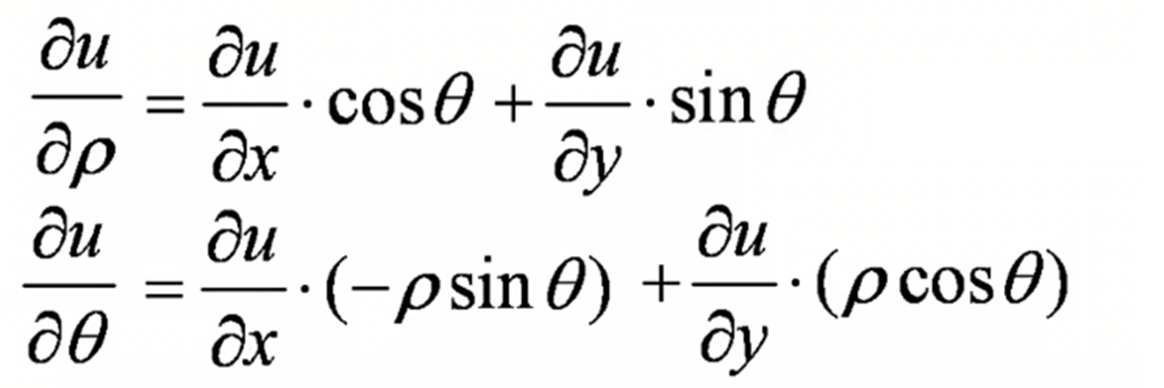 ∂u/∂ρ = ∂u/∂x · cosθ + ∂u/∂y · sinθ
∂u/∂θ = ∂u/∂x · (−ρ sinθ) + ∂u/∂y · (ρ cosθ)